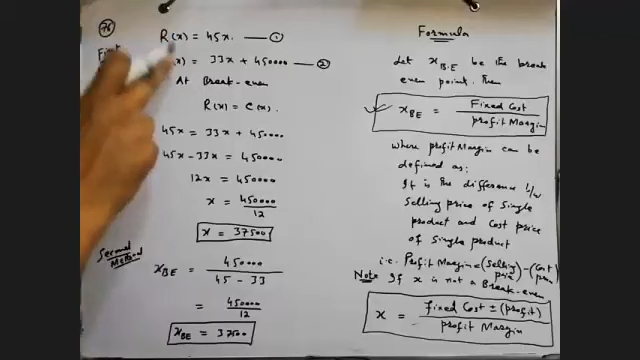 76
R(x) = 45x. ——①
First
(x) = 33x + 450000 ——②
At Break-even
R(x) = C(x).
45x = 33x + 450000
45x - 33x = 450000
12x = 450000
x = 450000/12
x = 37500
Second
Method
x_BE = 450000/45 - 33
= 450000/12
x_BE = 37500
Formula
Let x_B.E be the break
even point. Then
✓ x_BE = Fixed Cost/profit Margin
where profit Margin can be
defined as:
It is the difference b/w
Selling price of Single
product and Cost price
of Single product
i.e. Profit Margin = (Selling price) - (Cost price)
Note If x is not a Break-even
x = fixed Cost ± (profit)/profit Margin